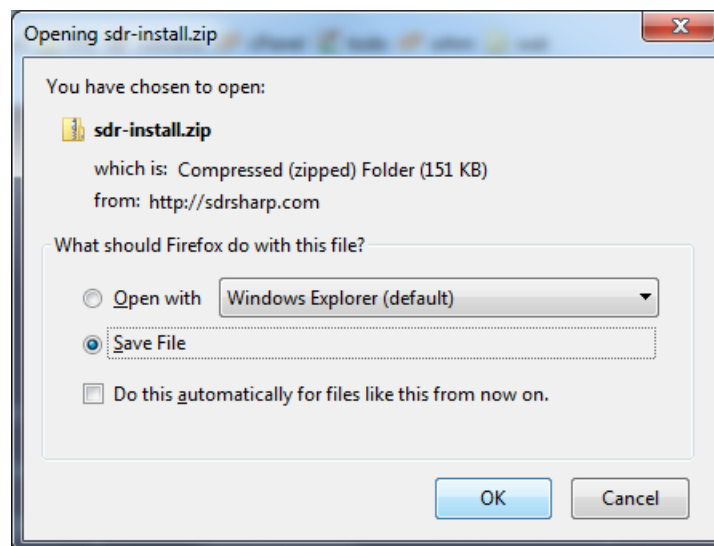 Opening sdr-install.zip
You have chosen to open:
sdr-install.zip
which is: Compressed (zipped) Folder (151 KB)
from: http://sdrsharp.com
What should Firefox do with this file?
Open with Windows Explorer (default)
Save File
Do this automatically for files like this from now on.
OK Cancel